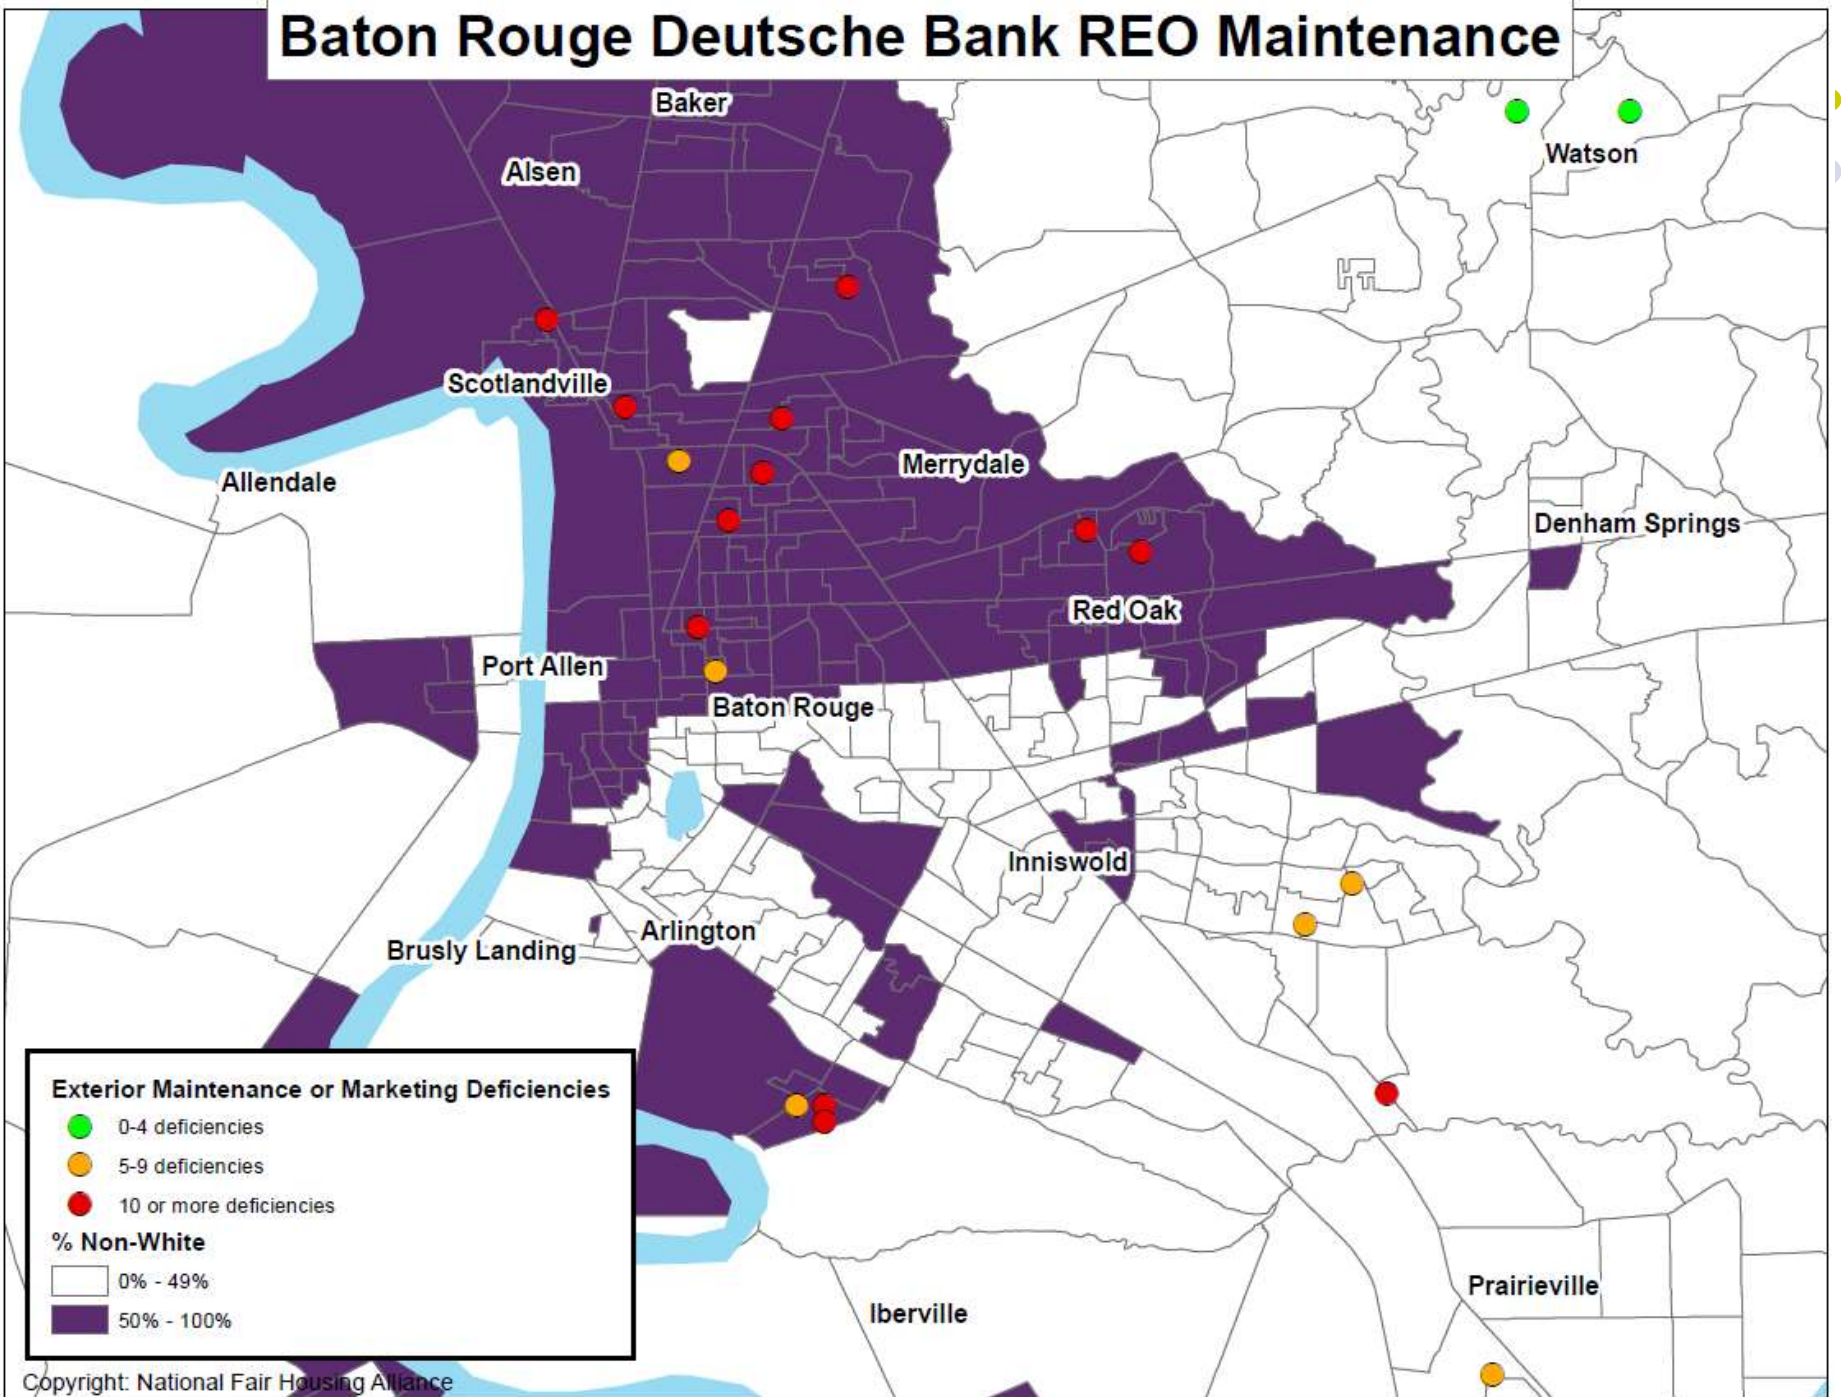 Baton Rouge Deutsche Bank REO Maintenance
Baker
Alsen
Watson
Scotlandville
Merrydale
Allendale
Denham Springs
Red Oak
Port Allen
Baton Rouge
Inniswold
Arlington
Brusly Landing
Exterior Maintenance or Marketing Deficiencies
0-4 deficiencies
5-9 deficiencies
10 or more deficiencies
% Non-White
0% - 49%
50% - 100%
Prairieville
Iberville
Copyright: National Fair Housing Alliance